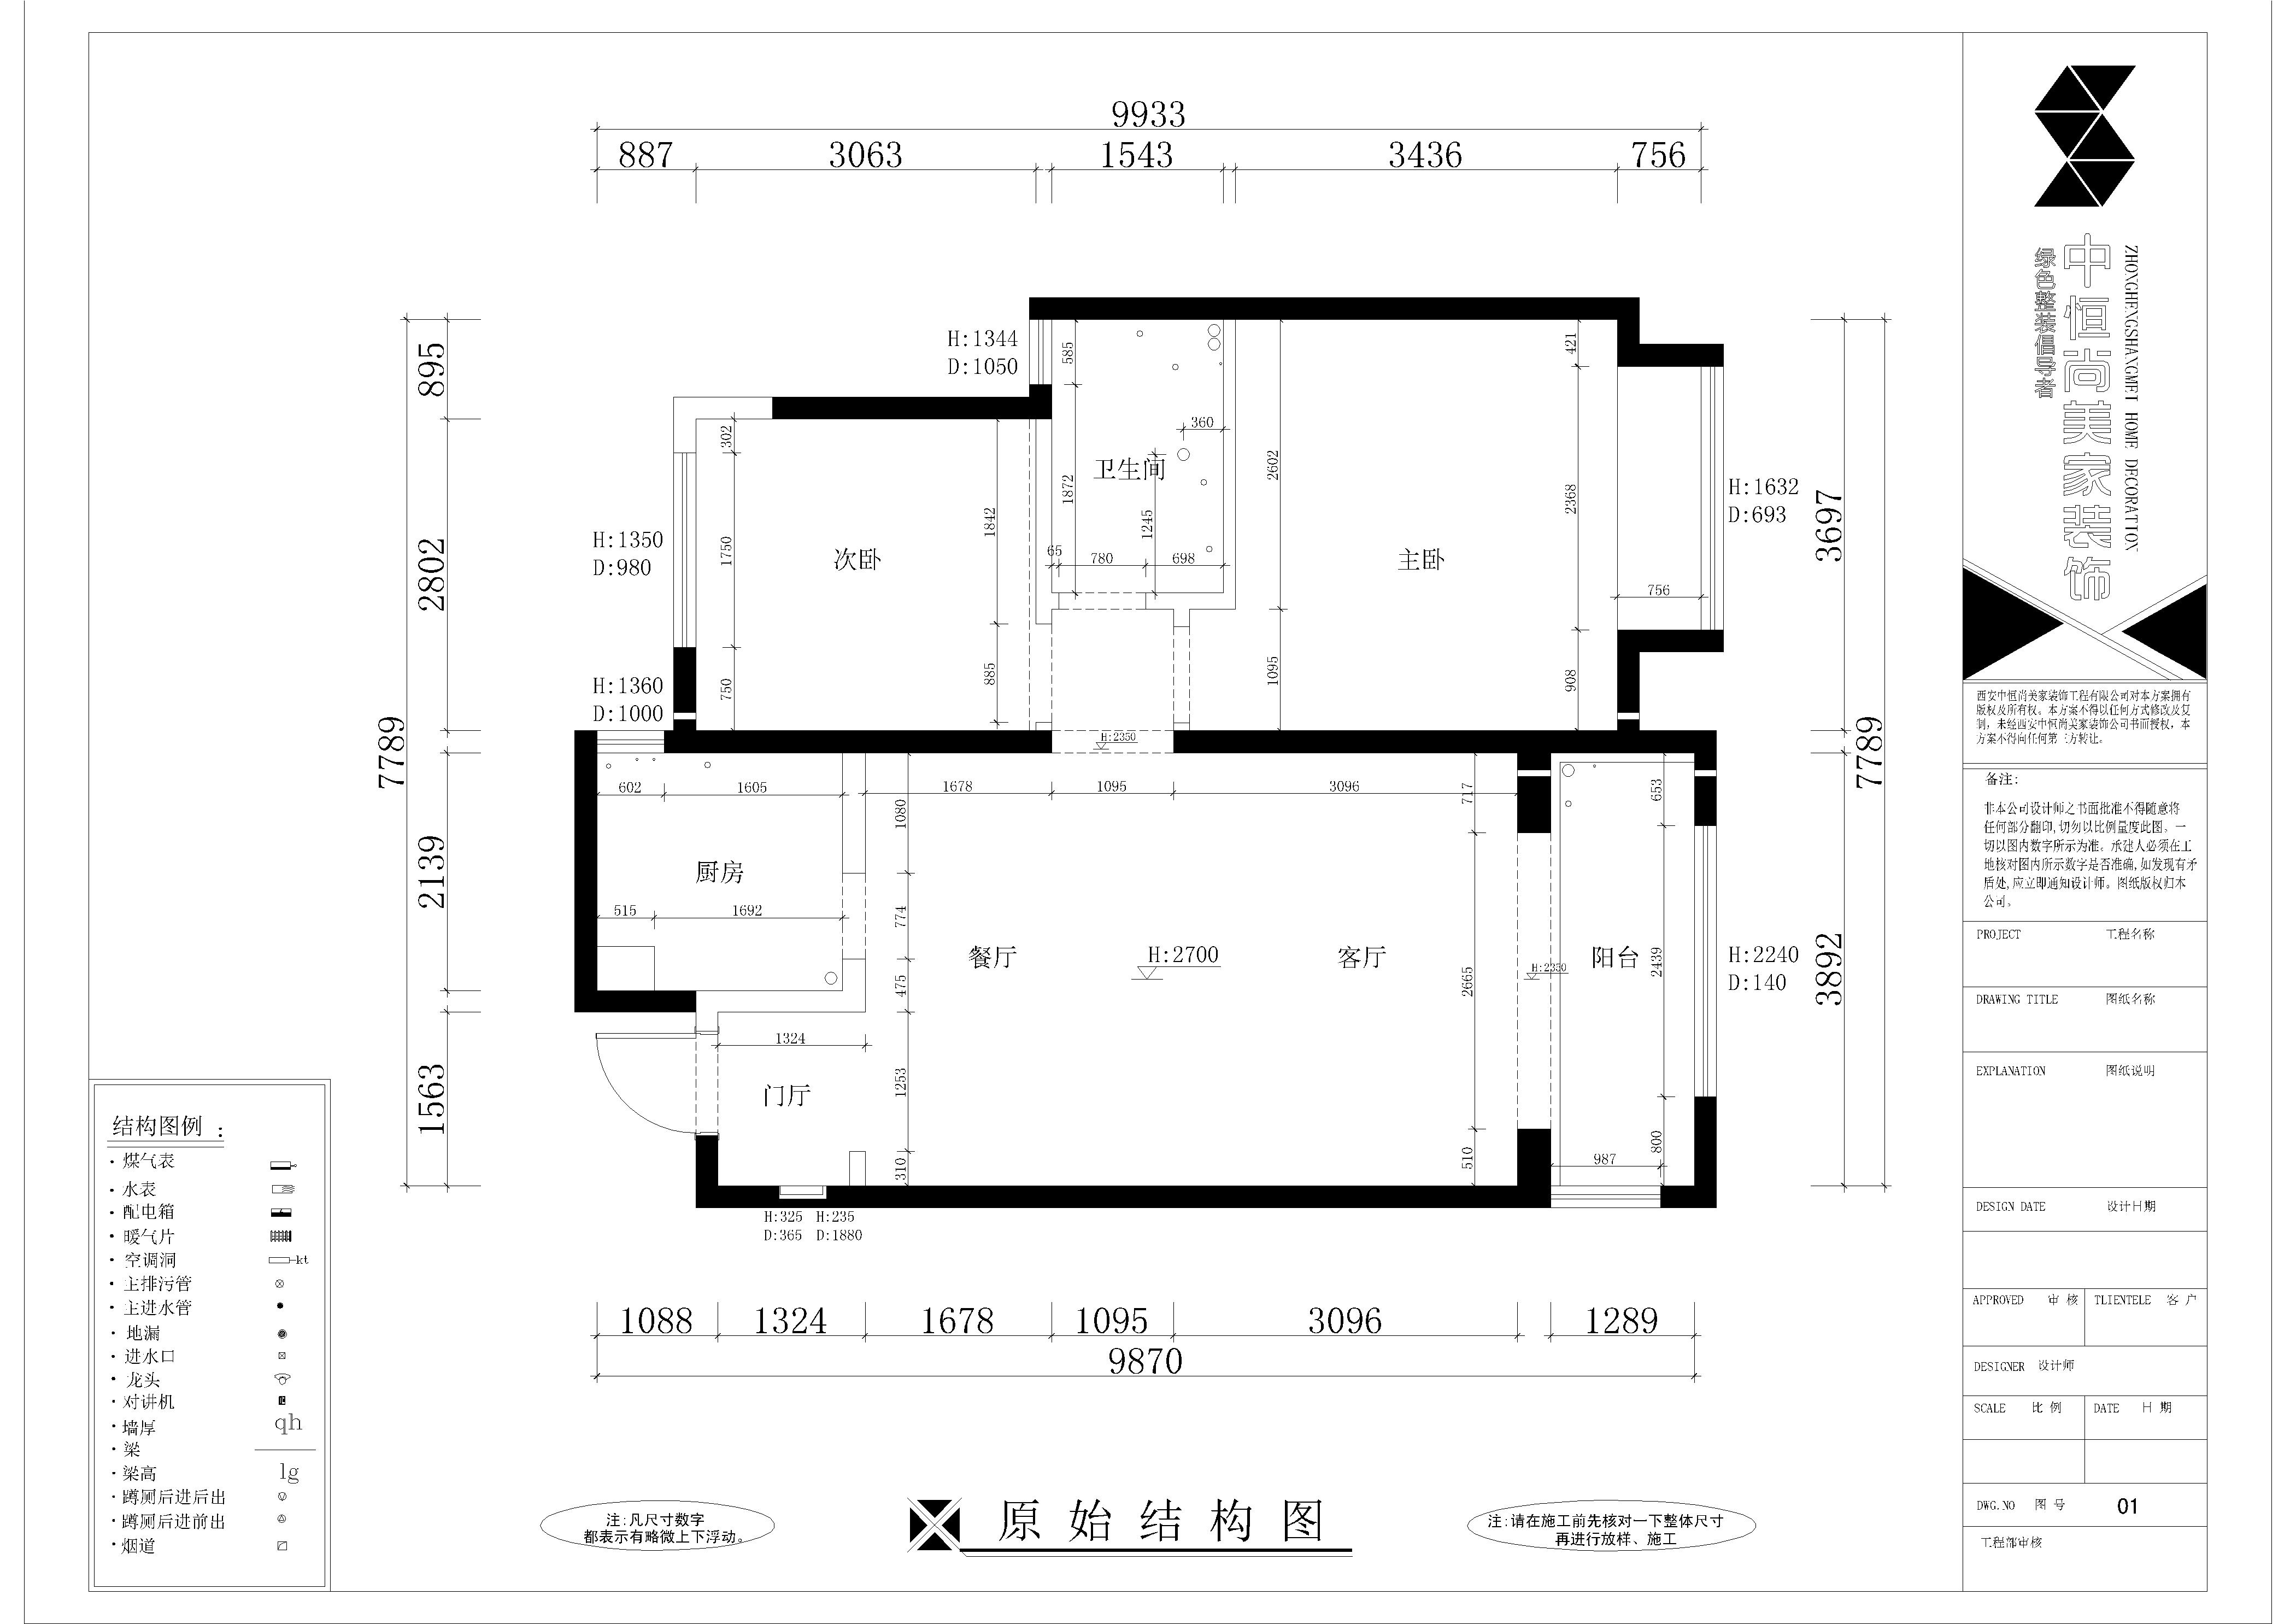 9933
887
3063
1543
3436
756
H:1344
D:1050
585
421
895
302
360
卫生间
2602
H:1632
D:693
1872
2368
3697
1842
1245
H:1350
D:980
1750
次卧
65
780
698
主卧
2802
756
H:1360
D:1000
750
885
1095
908
7789
H:2350
7789
602
1605
1678
1095
3096
717
653
1080
厨房
2139
515
1692
774
餐厅
H:2700
客厅
H:2350
阳台
2439
H:2240
D:140
3892
475
2665
1324
门厅
1253
1563
310
510
987
800
H:325
H:235
D:365
D:1880
1088
1324
1678
1095
3096
1289
9870
结构图例 :
· 煤气表
· 水表
· 配电箱
· 暖气片
· 空调洞
kt
· 主排污管
· 主进水管
· 地漏
· 进水口
· 龙头
· 对讲机
· 墙厚
qh
· 梁
· 梁高
lg
· 蹲厕后进后出
· 蹲厕后进前出
· 烟道
注:凡尺寸数字
都表示有略微上下浮动。
原始结构图
注:请在施工前先核对一下整体尺寸
再进行放样、施工
中恒尚美家装饰
绿色整装倡导者
ZHONGHENGSHANGMEI HOME DECORATION
西安中恒尚美家装饰工程有限公司对本方案拥有
版权及所有权。本方案不得以任何方式修改及复
制，未经西安中恒尚美家装饰公司书面授权，本
方案不得向任何第三方转让。
备注:
非本公司设计师之书面批准不得随意将
任何部分翻印,切勿以比例量度此图。一
切以图内数字所示为准。承建人必须在工
地核对图内所示数字是否准确,如发现有矛
盾处,应立即通知设计师。图纸版权归本
公司。
PROJECT 工程名称
DRAWING TITLE 图纸名称
EXPLANATION 图纸说明
DESIGN DATE 设计日期
APPROVED 审 核
TLIENTELE 客 户
DESIGNER 设计师
SCALE 比 例
DATE 日 期
DWG.NO 图 号 01
工程部审核